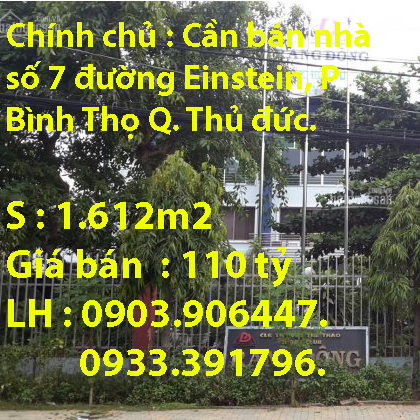 Chính chủ : Cần bán nhà
số 7 đường Einstein, P
Bình Thọ Q. Thủ đức.
S : 1.612m2
Giá bán : 110 tỷ
LH : 0903.906447.
0933.391796.